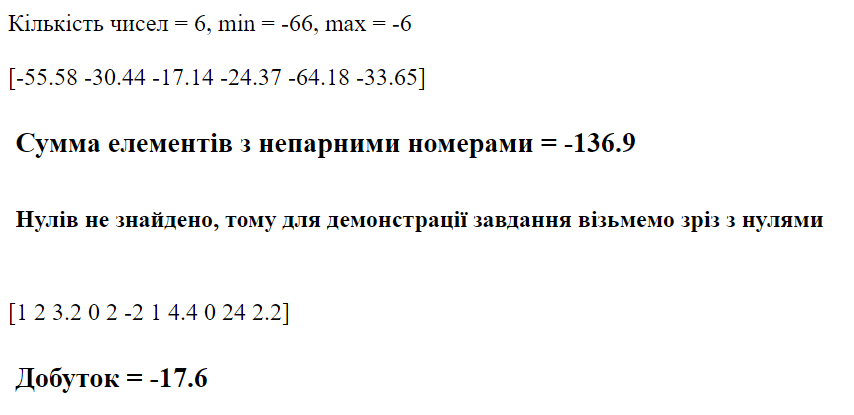 Кількість чисел = 6, min = -66, max = -6
[-55.58 -30.44 -17.14 -24.37 -64.18 -33.65]
Сумма елементів з непарними номерами = -136.9
Нулів не знайдено, тому для демонстрації завдання візьмемо зріз з нулями
[1 2 3.2 0 2 -2 1 4.4 0 24 2.2]
Добуток = -17.6